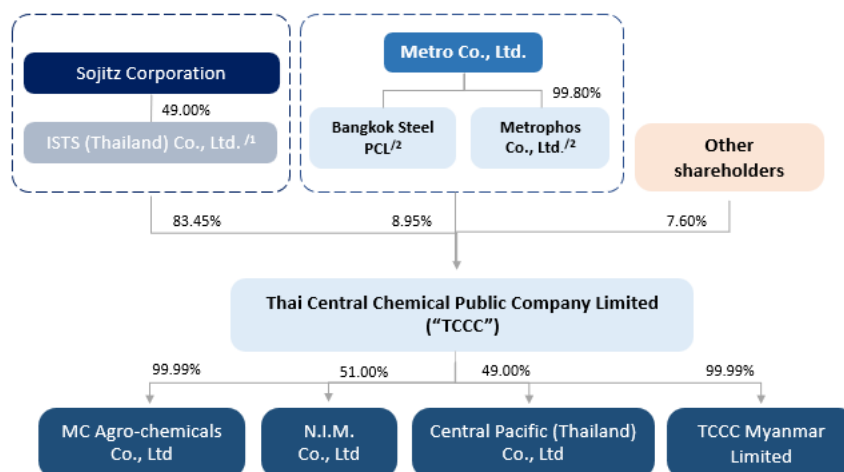 Sojitz Corporation
49.00%
ISTS (Thailand) Co., Ltd. /1
Metro Co., Ltd.
99.80%
Bangkok Steel
PCL/2
Metrophos
Co., Ltd./2
Other
shareholders
83.45%
8.95%
7.60%
Thai Central Chemical Public Company Limited
(“TCCC”)
99.99%
51.00%
49.00%
99.99%
MC Agro-chemicals
Co., Ltd
N.I.M.
Co., Ltd
Central Pacific (Thailand)
Co., Ltd
TCCC Myanmar
Limited